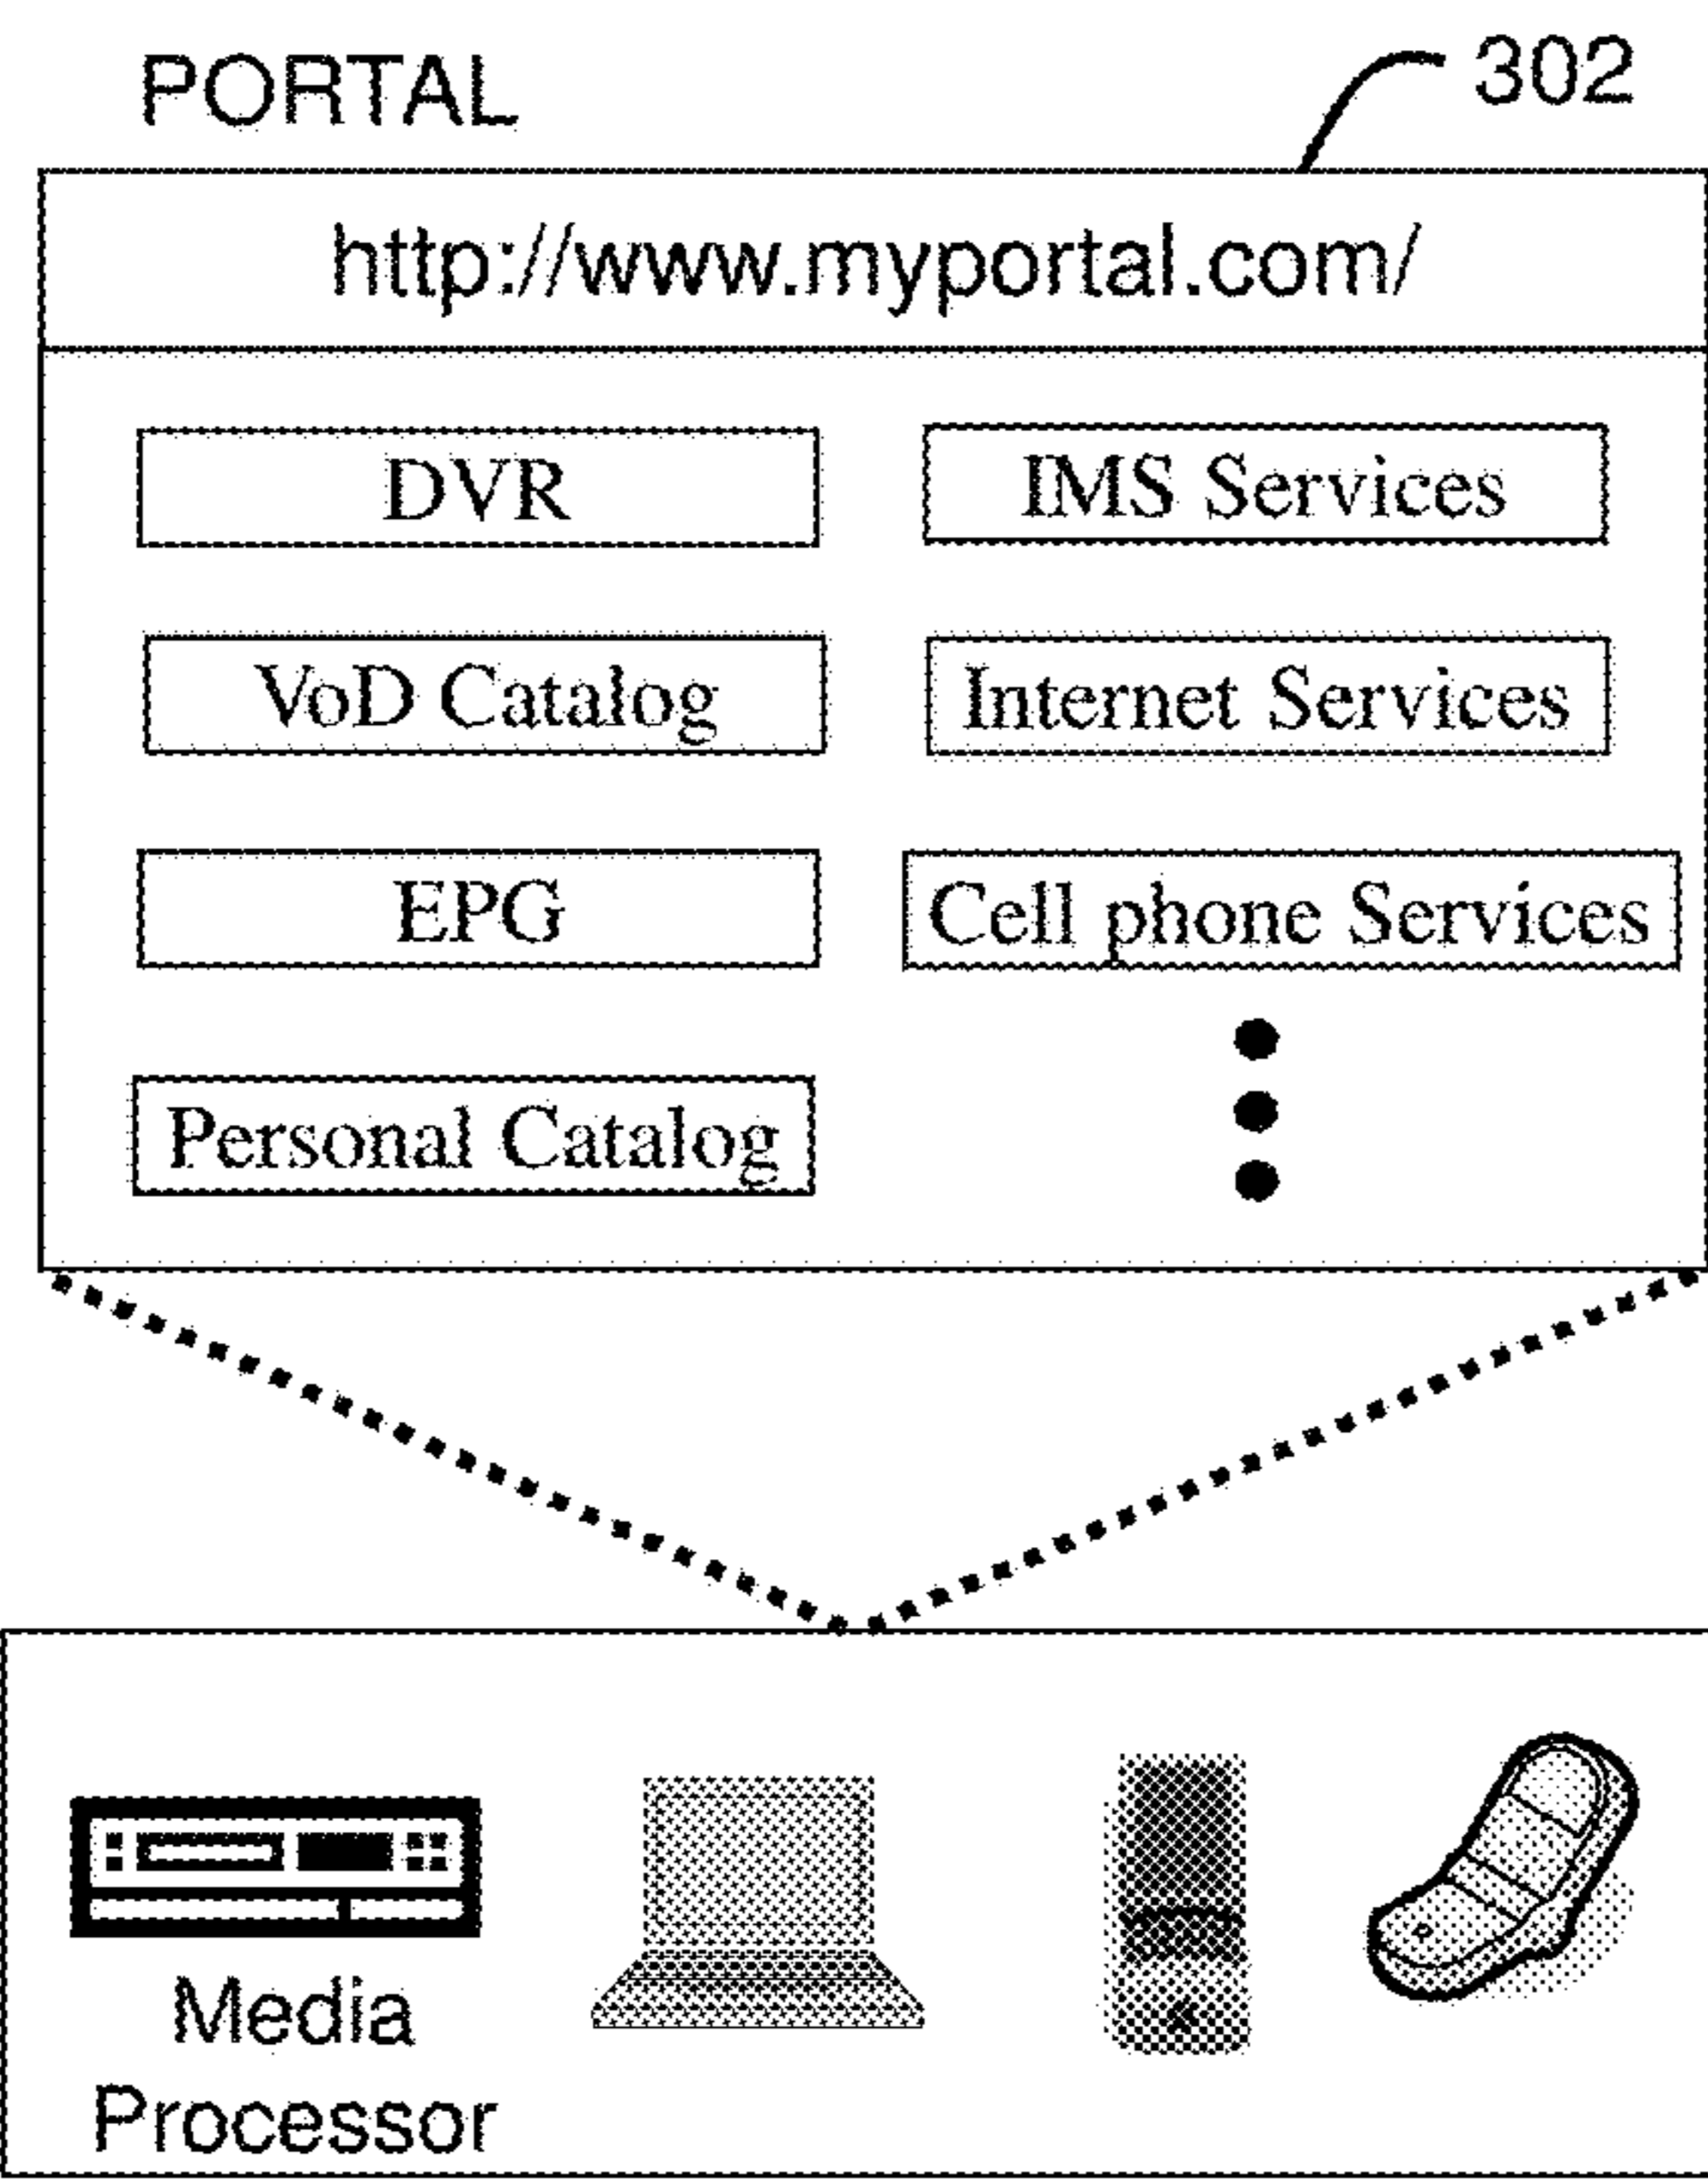 PORTAL
302
http://www.myportal.com/
DVR
IMS Services
VoD Catalog
Internet Services
EPG
Cell phone Services
Personal Catalog
Media
Processor